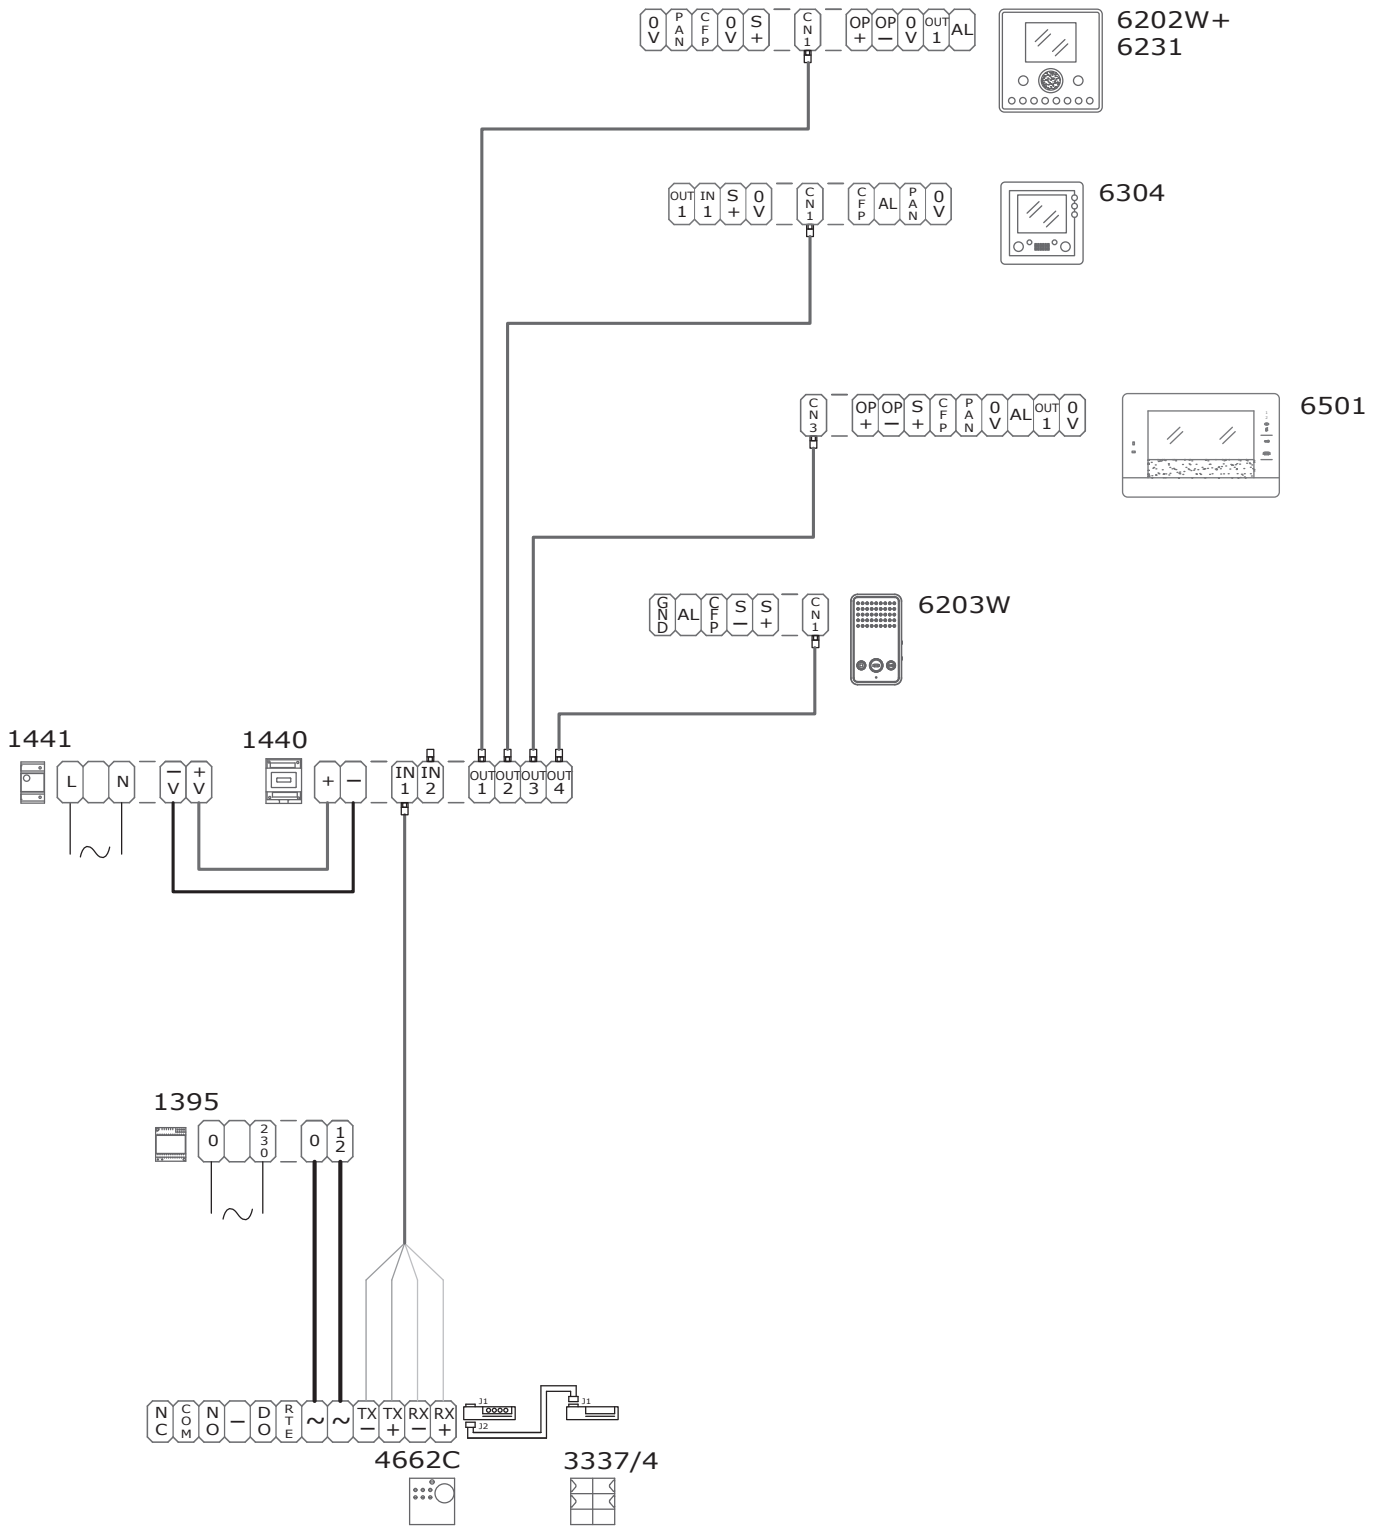 0V PAN CFP 0V S+ CN1 OP+ OP− 0V OUT1 AL
6202W+
6231
OUT1 IN1 S+ 0V CN1 CFP AL PAN 0V
6304
CN3 OP+ OP− S+ CFP PAN 0V AL OUT1 0V
6501
GND AL CFP S− S+ CN1
6203W
1441
L N −V +V
1440
+ − IN1 IN2 OUT1 OUT2 OUT3 OUT4
1395
0 230 0 12
NC COM NO − DO RTE ~ ~ TX− TX+ RX− RX+
J1
J2
J1
4662C
3337/4